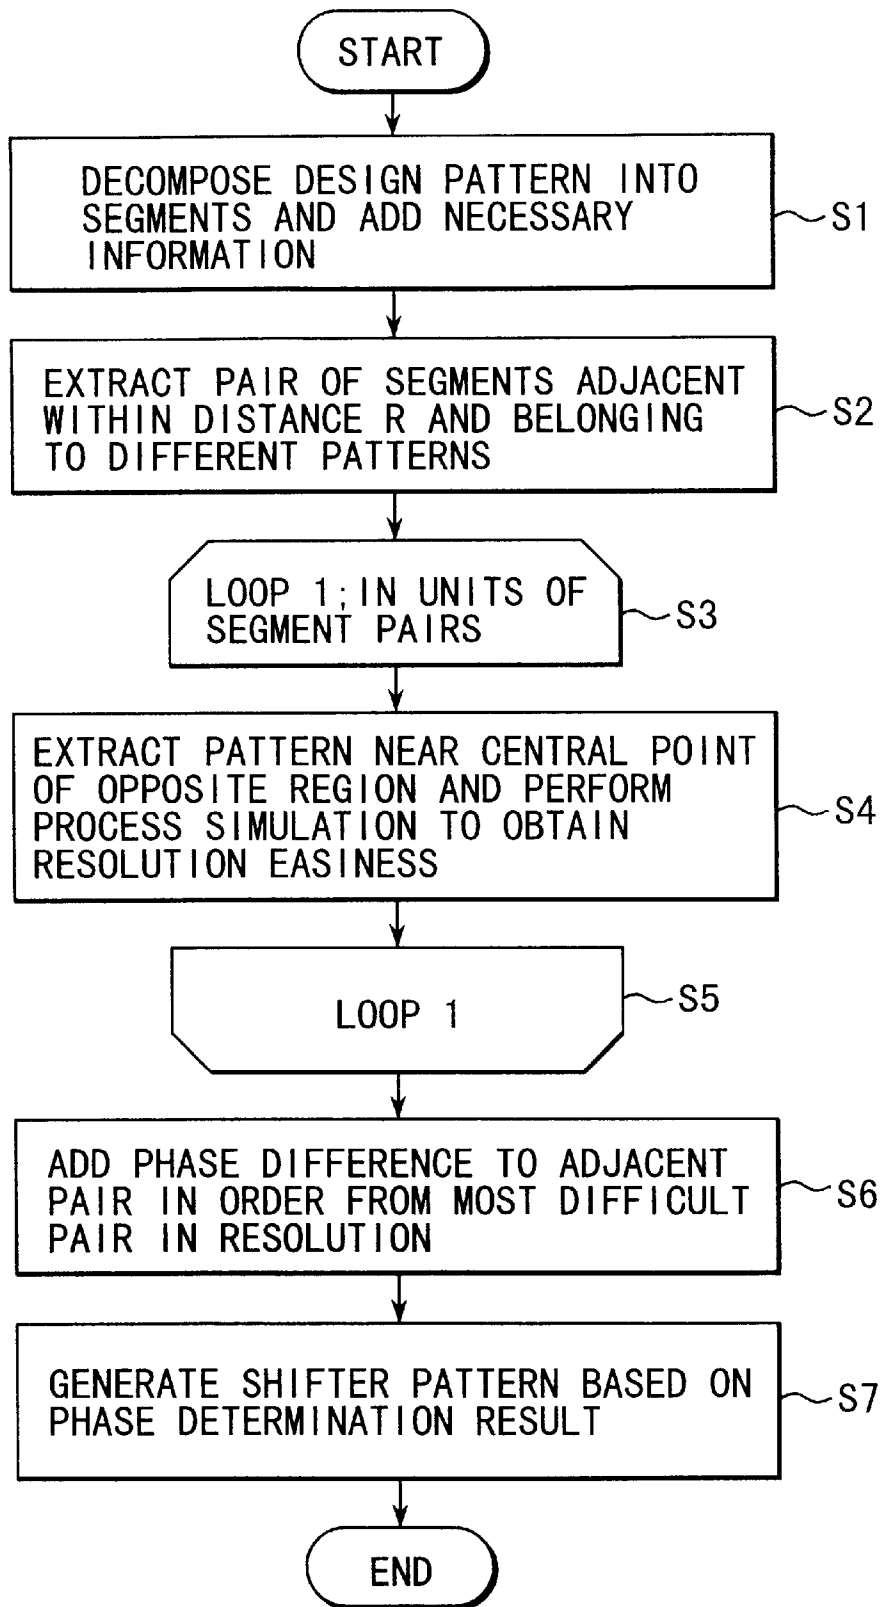 START
DECOMPOSE DESIGN PATTERN INTO
SEGMENTS AND ADD NECESSARY
INFORMATION
S1
EXTRACT PAIR OF SEGMENTS ADJACENT
WITHIN DISTANCE R AND BELONGING
TO DIFFERENT PATTERNS
S2
LOOP 1;IN UNITS OF
SEGMENT PAIRS
S3
EXTRACT PATTERN NEAR CENTRAL POINT
OF OPPOSITE REGION AND PERFORM
PROCESS SIMULATION TO OBTAIN
RESOLUTION EASINESS
S4
LOOP 1
S5
ADD PHASE DIFFERENCE TO ADJACENT
PAIR IN ORDER FROM MOST DIFFICULT
PAIR IN RESOLUTION
S6
GENERATE SHIFTER PATTERN BASED ON
PHASE DETERMINATION RESULT
S7
END